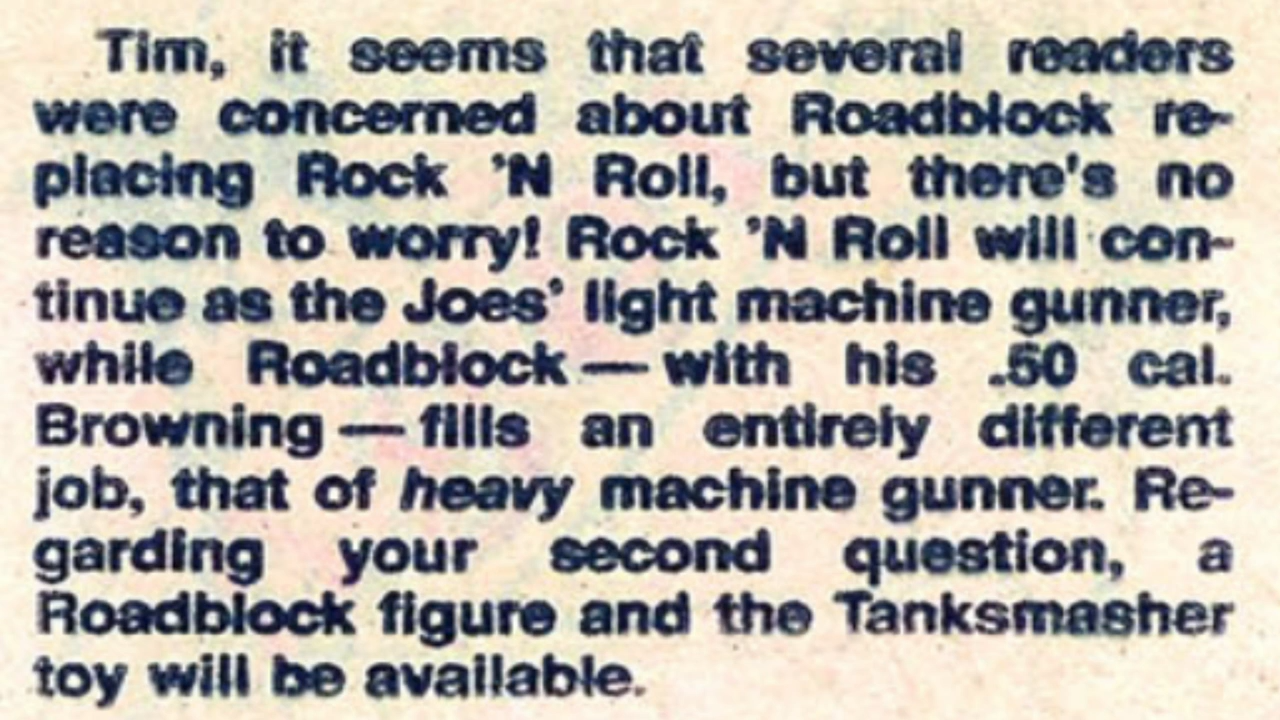 Tim, it seems that several readers
were concerned about Roadblock re-
placing Rock 'N Roll, but there's no
reason to worry! Rock 'N Roll will con-
tinue as the Joes' light machine gunner,
while Roadblock — with his .50 cal.
Browning — fills an entirely different
job, that of heavy machine gunner. Re-
garding your second question, a
Roadblock figure and the Tanksmasher
toy will be available.